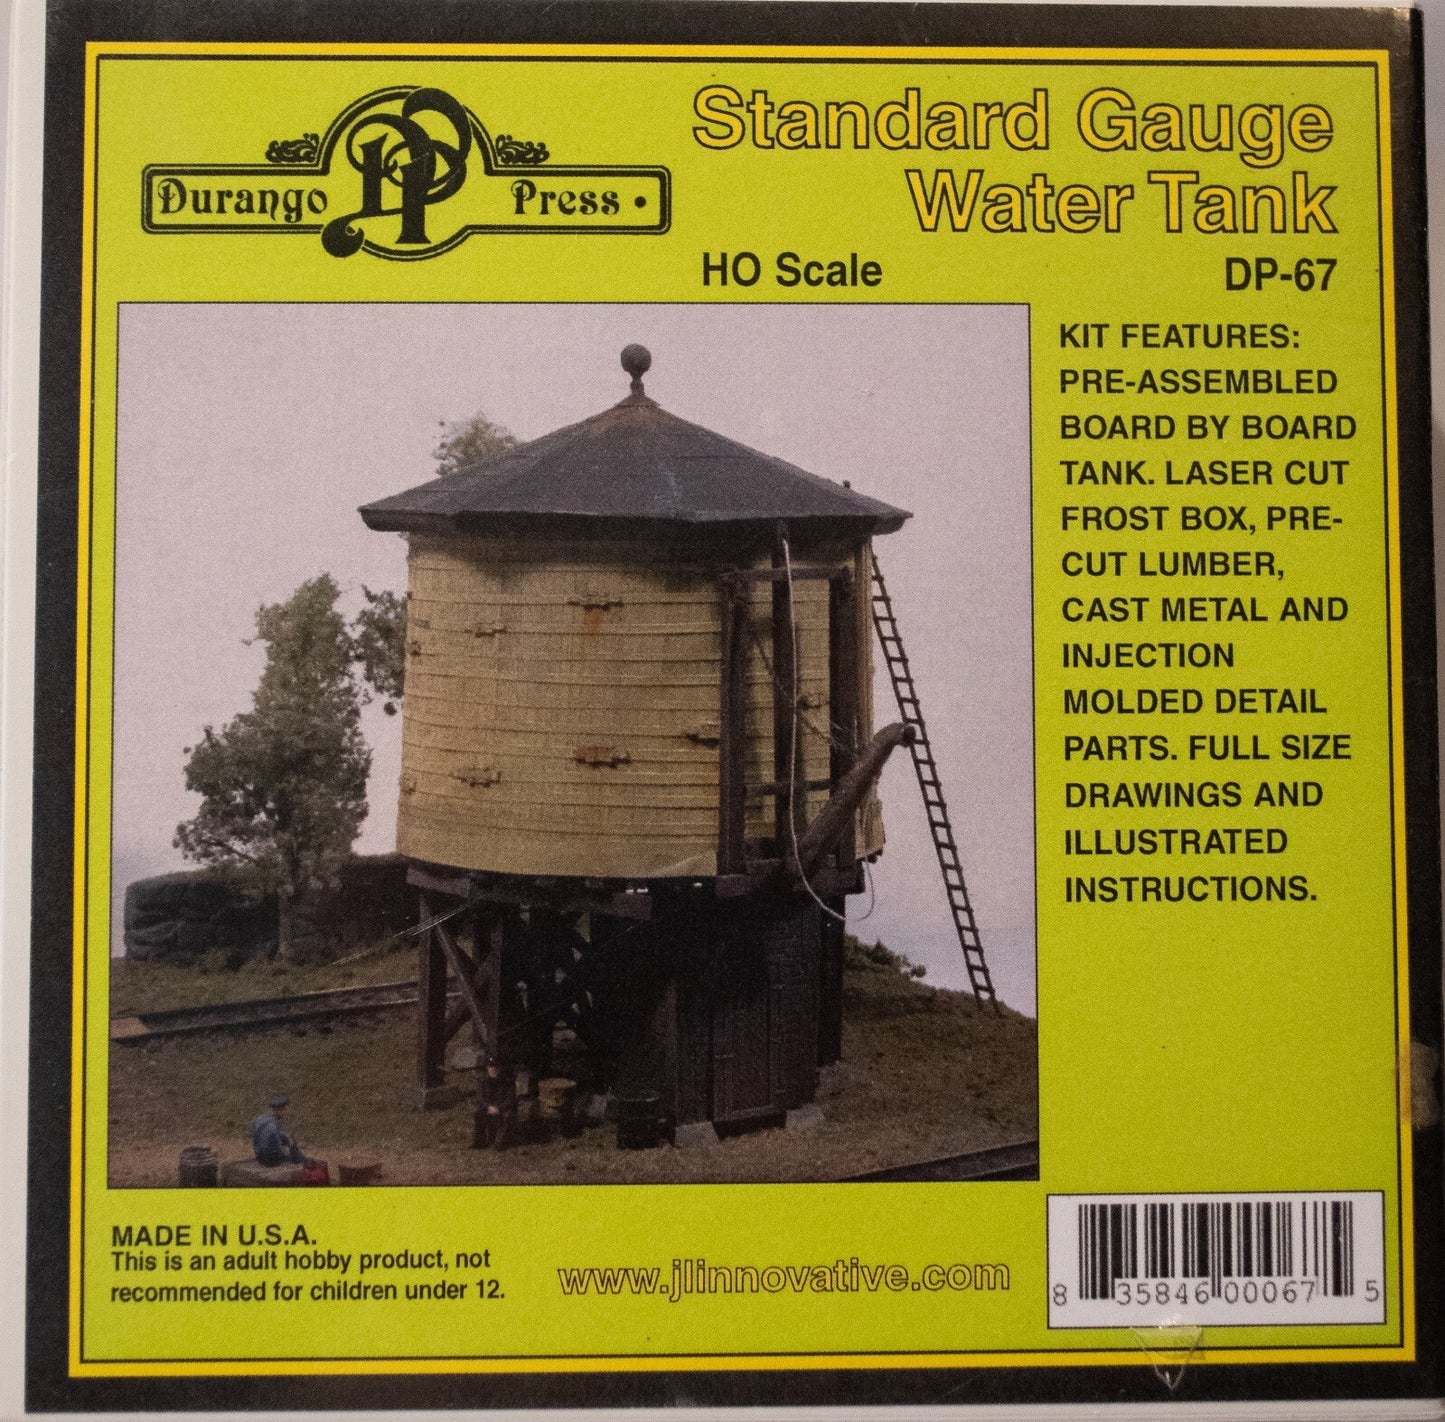 Durango Press
DP
Standard Gauge
Water Tank
HO Scale
DP-67
KIT FEATURES:
PRE-ASSEMBLED
BOARD BY BOARD
TANK. LASER CUT
FROST BOX, PRE-
CUT LUMBER,
CAST METAL AND
INJECTION
MOLDED DETAIL
PARTS. FULL SIZE
DRAWINGS AND
ILLUSTRATED
INSTRUCTIONS.
MADE IN U.S.A.
This is an adult hobby product, not
recommended for children under 12.
www.jlinnovative.com
8 35846 00067 5